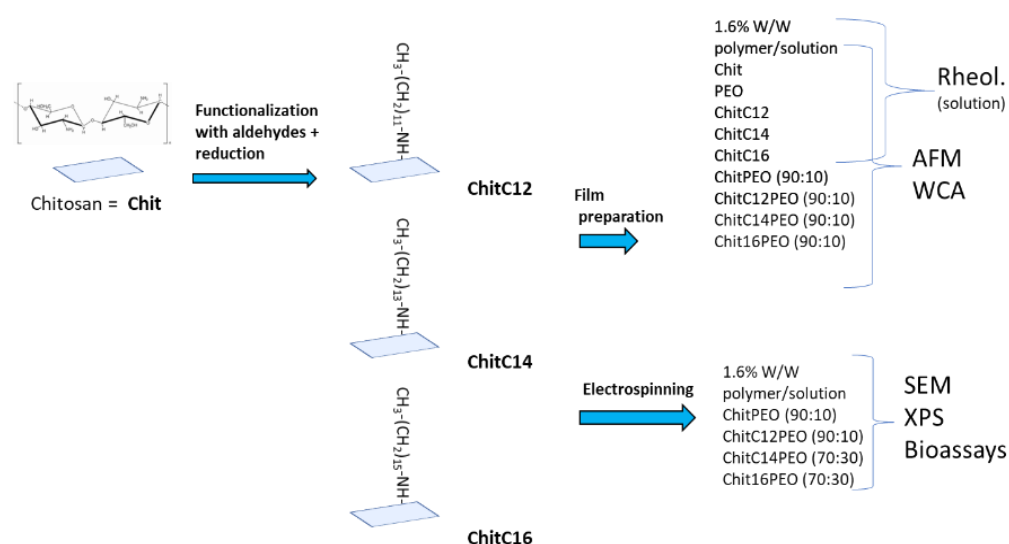 Chitosan = Chit
Functionalization
with aldehydes +
reduction
CH₃-(CH₂)₁₁-NH-
ChitC12
CH₃-(CH₂)₁₃-NH-
ChitC14
CH₃-(CH₂)₁₅-NH-
ChitC16
Film
preparation
1.6% W/W
polymer/solution
Chit
PEO
ChitC12
ChitC14
ChitC16
ChitPEO (90:10)
ChitC12PEO (90:10)
ChitC14PEO (90:10)
Chit16PEO (90:10)
Rheol.
(solution)
AFM
WCA
Electrospinning
1.6% W/W
polymer/solution
ChitPEO (90:10)
ChitC12PEO (90:10)
ChitC14PEO (70:30)
Chit16PEO (70:30)
SEM
XPS
Bioassays